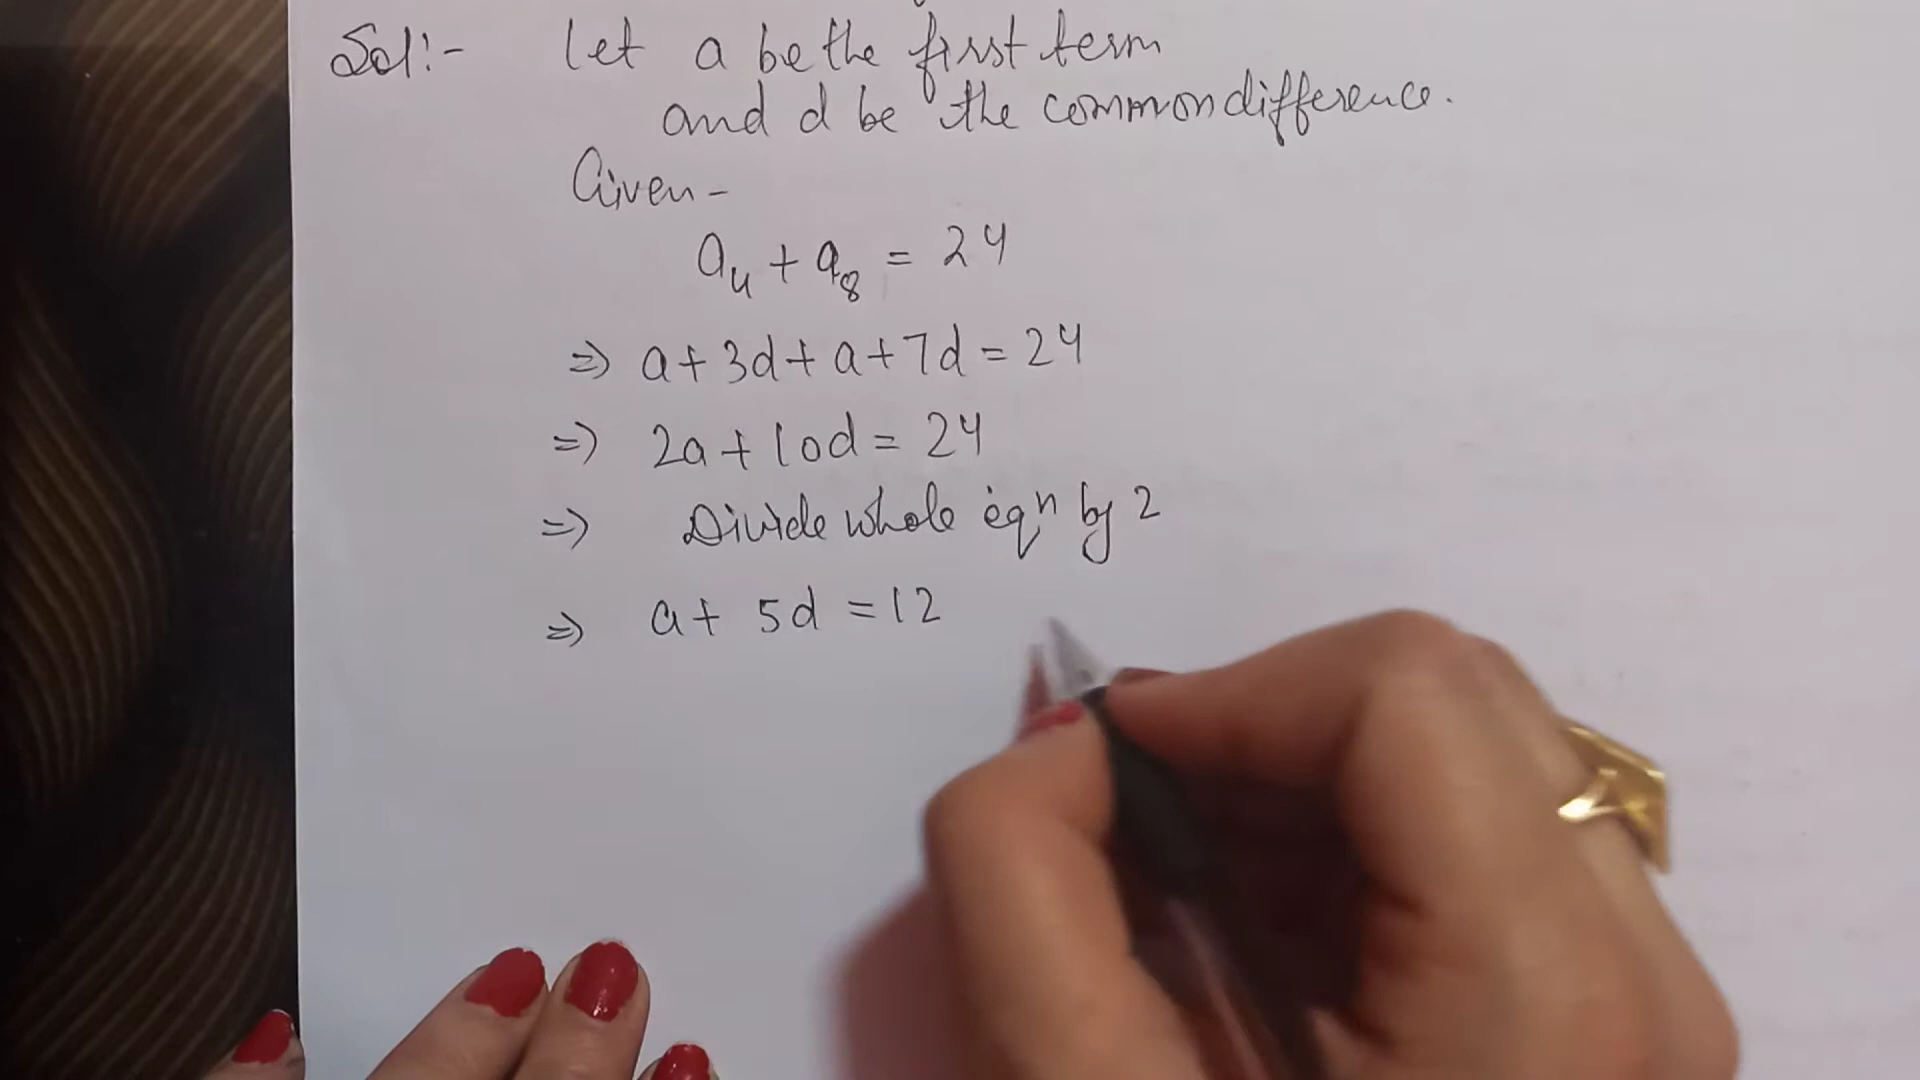 Sol:-   let a be the first term
and d be the common difference.
Given -
a₄ + a₈ = 24
⇒ a + 3d + a + 7d = 24
⇒ 2a + 10d = 24
⇒ Divide whole eqⁿ by 2
⇒ a + 5d = 12